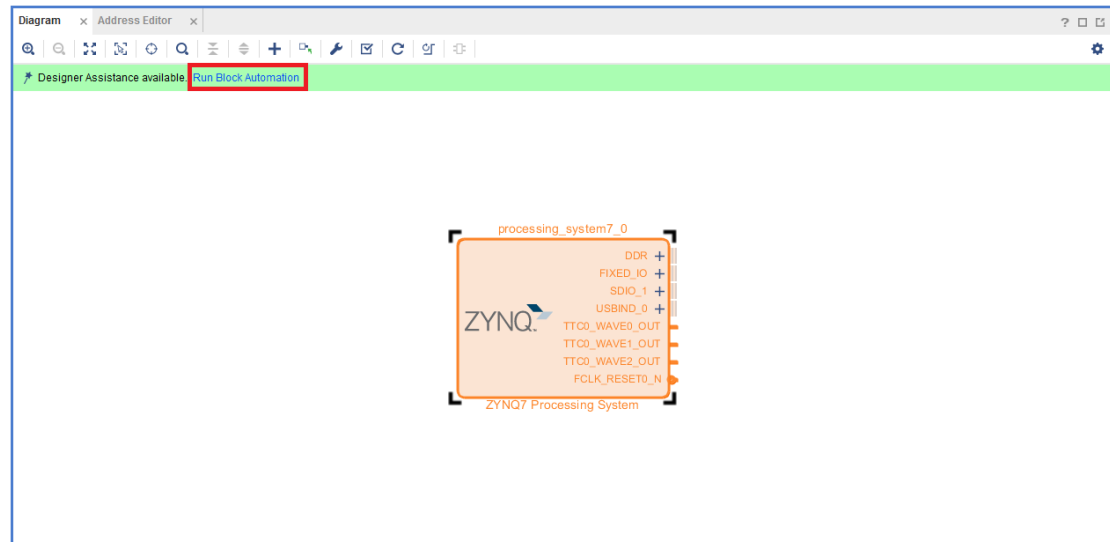 Diagram × Address Editor ×
Designer Assistance available. Run Block Automation
processing_system7_0
DDR
FIXED_IO
SDIO_1
USBIND_0
ZYNQ
TTC0_WAVE0_OUT
TTC0_WAVE1_OUT
TTC0_WAVE2_OUT
FCLK_RESET0_N
ZYNQ7 Processing System